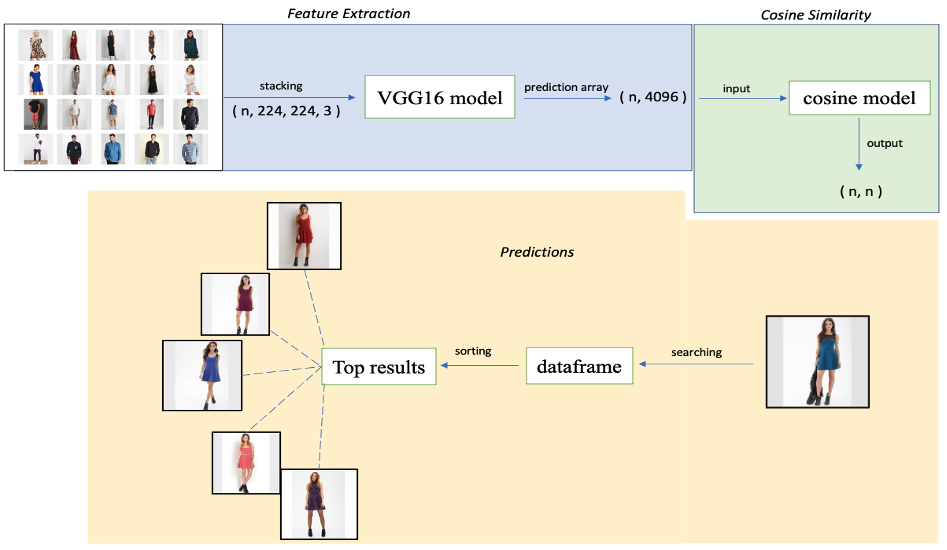 Feature Extraction
Cosine Similarity
stacking
( n, 224, 224, 3 )
VGG16 model
prediction array
( n, 4096 )
input
cosine model
output
( n, n )
Predictions
Top results
sorting
dataframe
searching